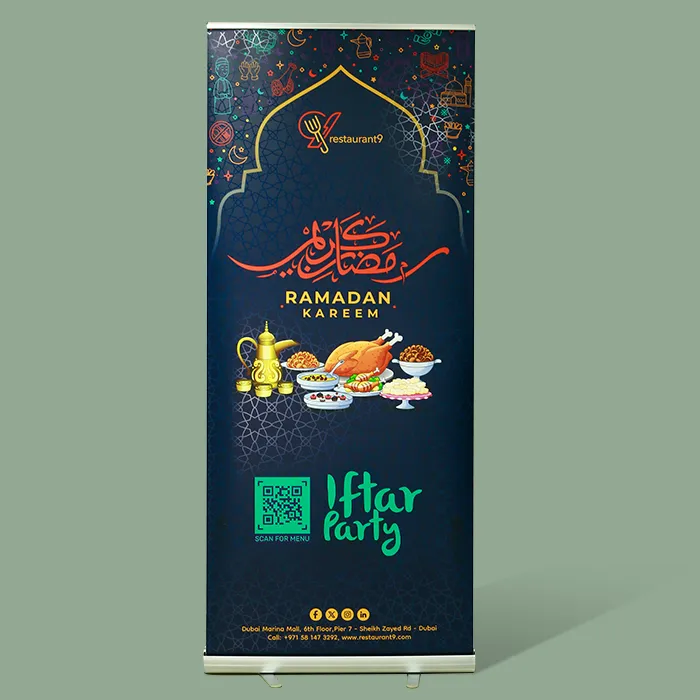 restaurant9
رمضان كريم
RAMADAN
KAREEM
SCAN FOR MENU
Iftar
Party
Dubai Marina Mall, 6th Floor,Pier 7 - Sheikh Zayed Rd - Dubai
Call: +971 58 147 3292, www.restaurant9.com